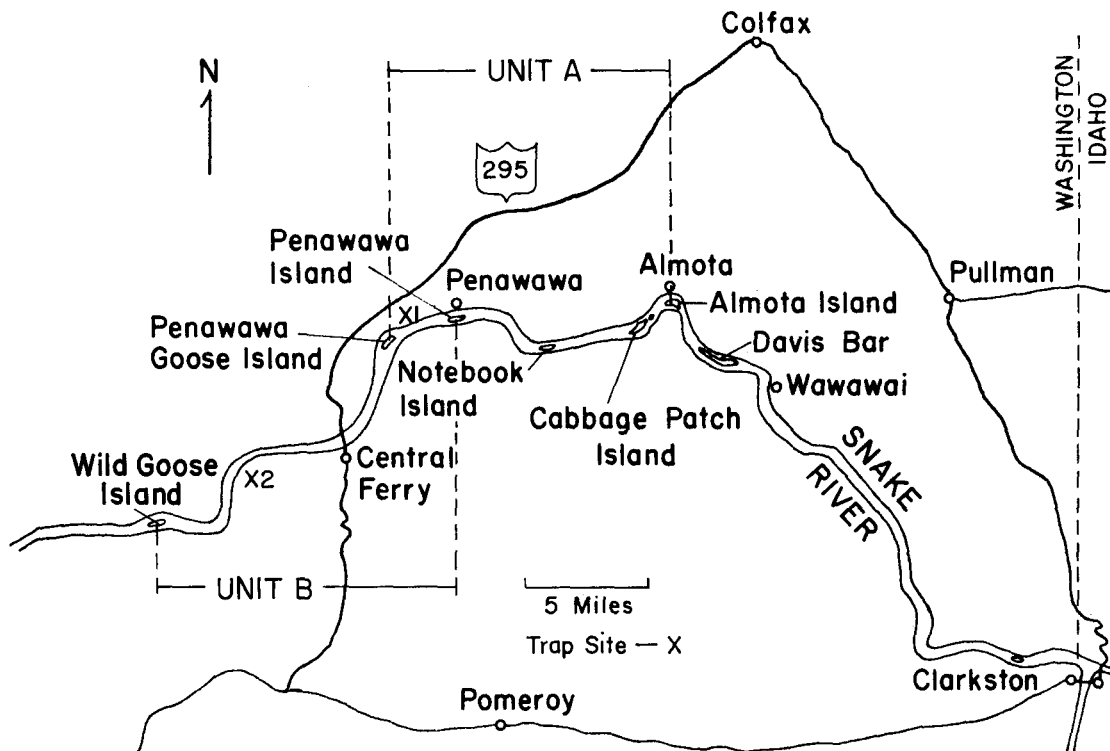 Colfax
N
UNIT A
WASHINGTON
IDAHO
295
Penawawa
Island
Penawawa
Almota
Pullman
X1
Almota Island
Penawawa
Goose Island
Davis Bar
Notebook
Island
Wawawai
Cabbage Patch
Island
SNAKE
RIVER
Wild Goose
Island
X2
Central
Ferry
UNIT B
5 Miles
Trap Site — X
Clarkston
Pomeroy